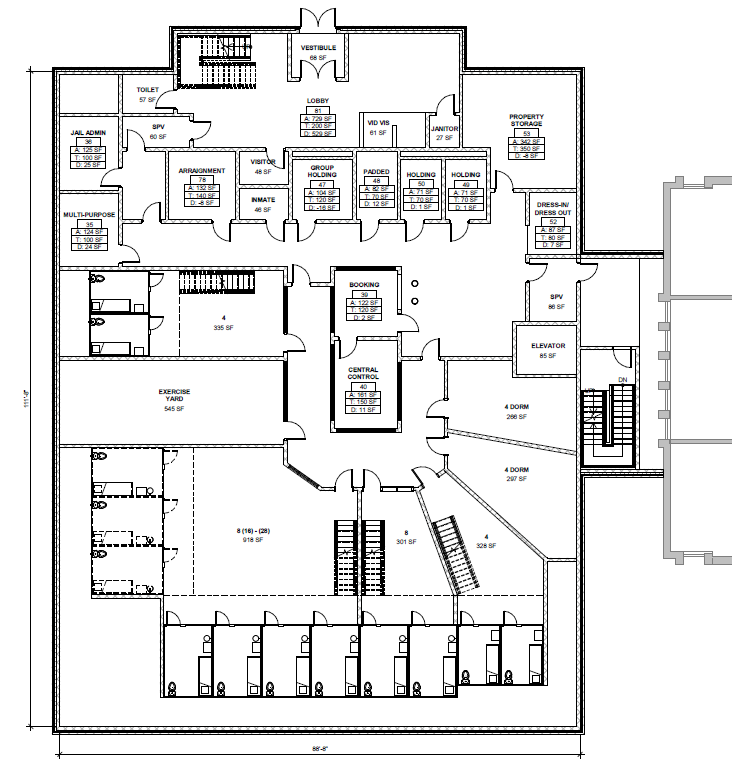 VESTIBULE
68 SF
UP
TOILET
57 SF
LOBBY
81
A: 729 SF
T: 200 SF
D: 529 SF
PROPERTY
STORAGE
53
A: 342 SF
T: 350 SF
D: -8 SF
JAIL ADMIN
36
A: 125 SF
T: 100 SF
D: 25 SF
SPV
60 SF
VID VIS
61 SF
JANITOR
27 SF
ARRAIGNMENT
78
A: 132 SF
T: 140 SF
D: -8 SF
VISITOR
48 SF
GROUP
HOLDING
47
A: 104 SF
T: 120 SF
D: -16 SF
PADDED
48
A: 82 SF
T: 70 SF
D: 12 SF
HOLDING
50
A: 71 SF
T: 70 SF
D: 1 SF
HOLDING
49
A: 71 SF
T: 70 SF
D: 1 SF
INMATE
46 SF
DRESS-IN/
DRESS OUT
52
A: 87 SF
T: 80 SF
D: 7 SF
MULTI-PURPOSE
35
A: 124 SF
T: 100 SF
D: 24 SF
BOOKING
39
A: 122 SF
T: 120 SF
D: 2 SF
SPV
86 SF
4
335 SF
ELEVATOR
85 SF
CENTRAL
CONTROL
40
A: 161 SF
T: 150 SF
D: 11 SF
EXERCISE
YARD
545 SF
DN
UP
4 DORM
266 SF
111'-8"
4 DORM
297 SF
8 (16) - (28)
918 SF
8
301 SF
4
328 SF
88'-8"